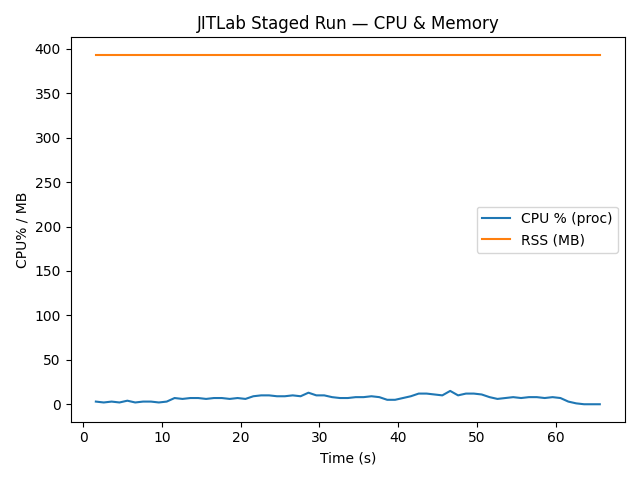 JITLab Staged Run — CPU & Memory
CPU% / MB
400
350
300
250
200
150
100
50
0
CPU % (proc)
RSS (MB)
0 10 20 30 40 50 60
Time (s)